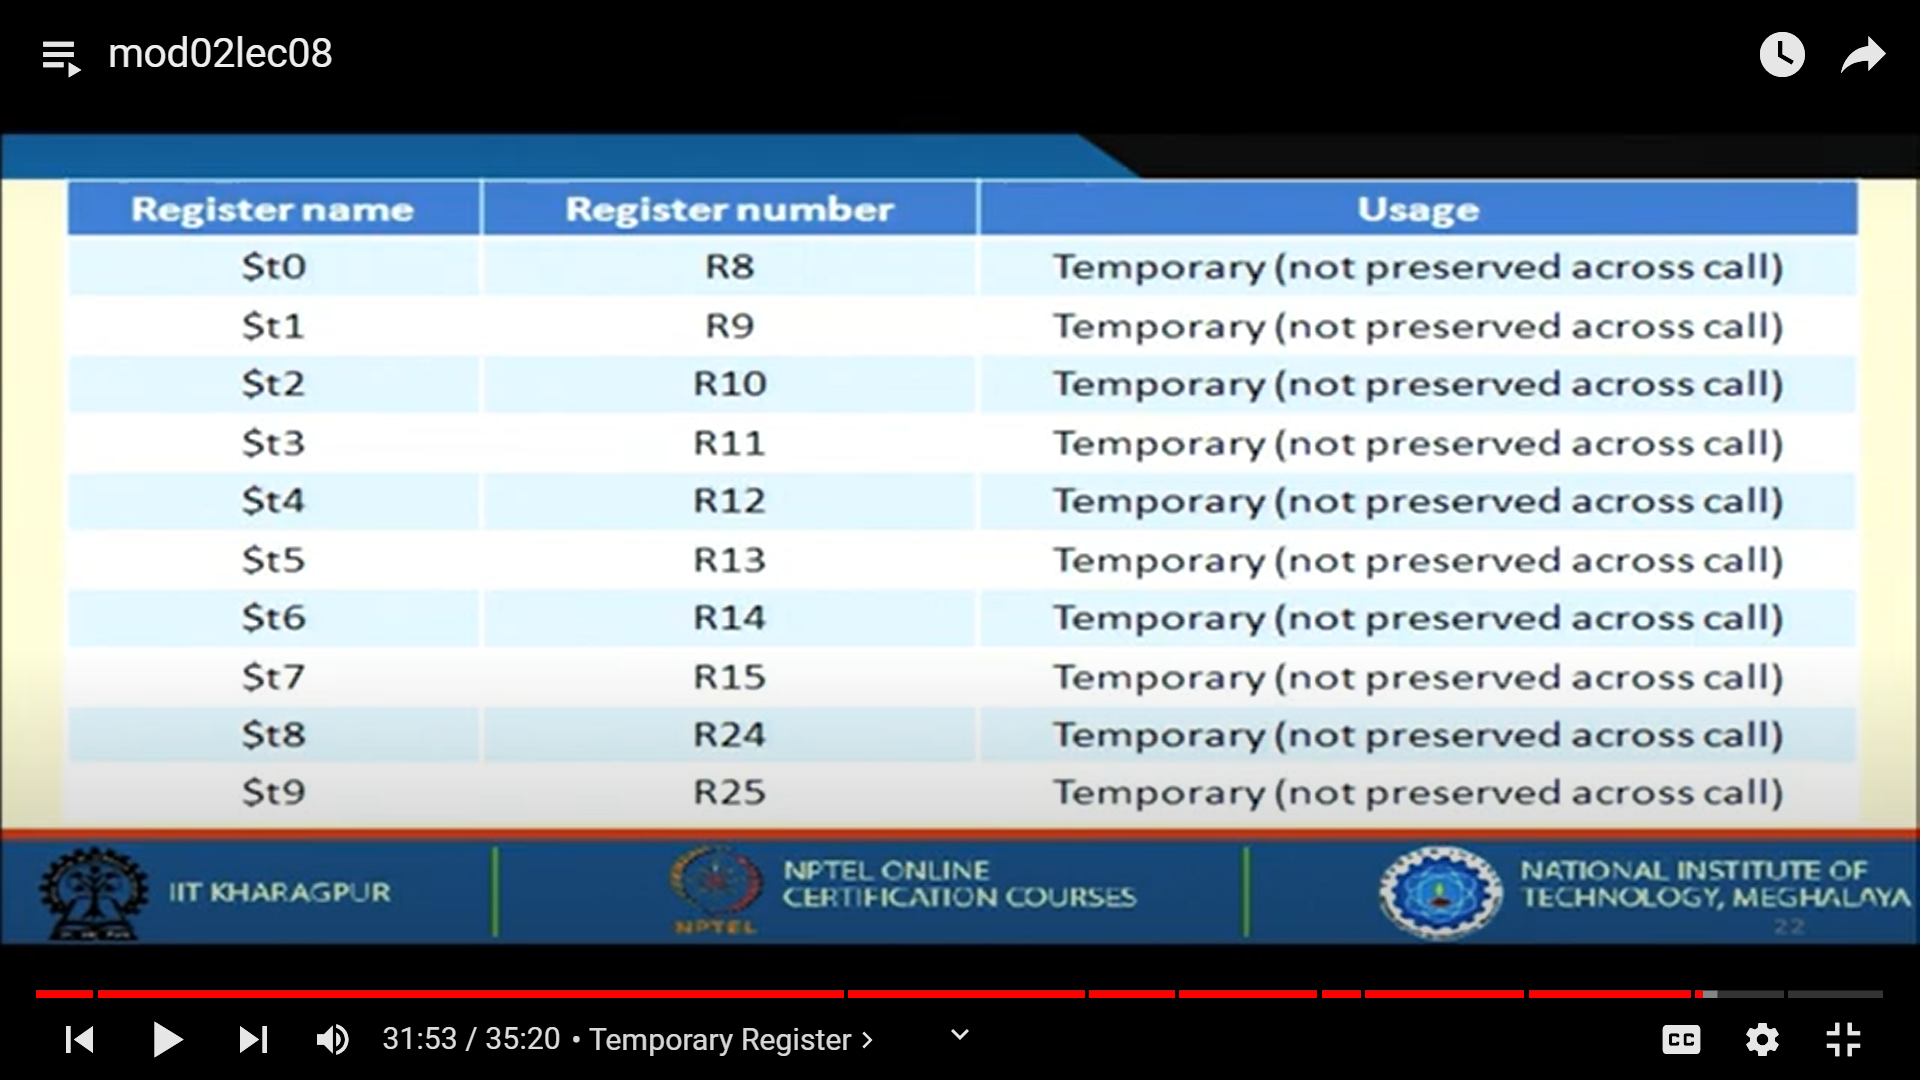 mod02lec08
Register name Register number Usage
$t0 R8 Temporary (not preserved across call)
$t1 R9 Temporary (not preserved across call)
$t2 R10 Temporary (not preserved across call)
$t3 R11 Temporary (not preserved across call)
$t4 R12 Temporary (not preserved across call)
$t5 R13 Temporary (not preserved across call)
$t6 R14 Temporary (not preserved across call)
$t7 R15 Temporary (not preserved across call)
$t8 R24 Temporary (not preserved across call)
$t9 R25 Temporary (not preserved across call)
IIT KHARAGPUR
NPTEL
NPTEL ONLINE
CERTIFICATION COURSES
NATIONAL INSTITUTE OF
TECHNOLOGY, MEGHALAYA
22
31:53 / 35:20 • Temporary Register ›
CC